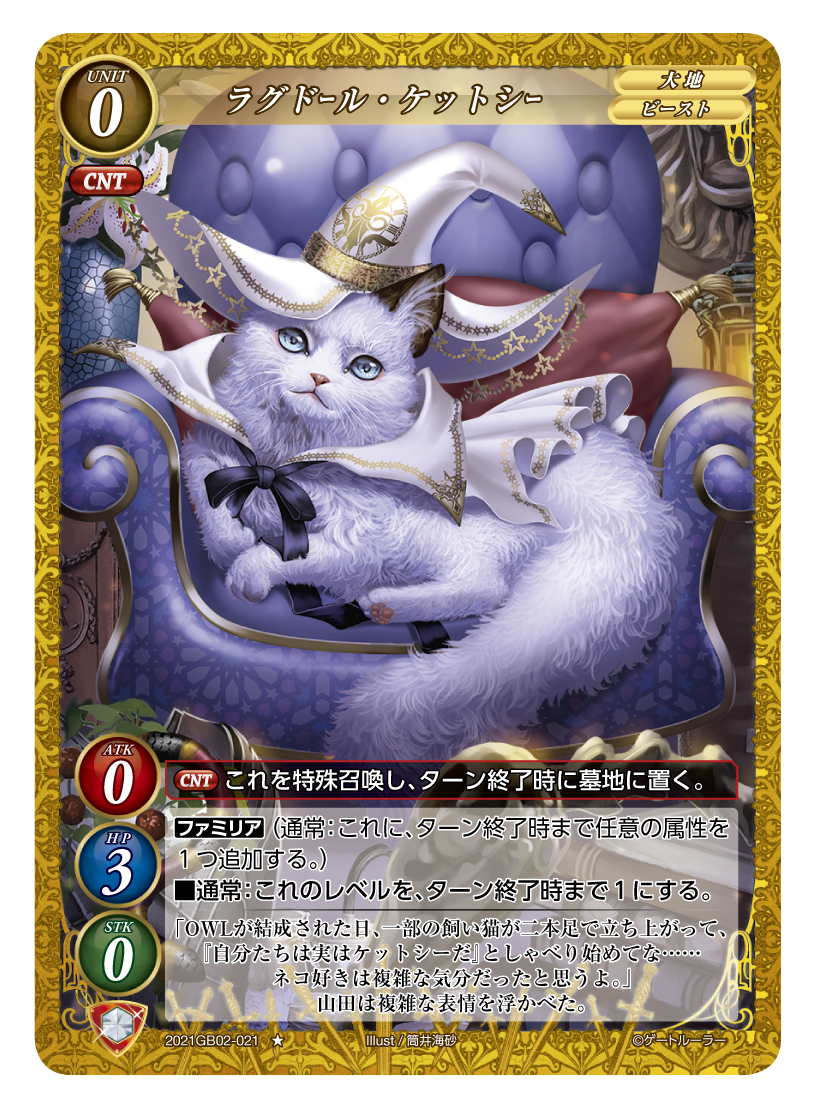 UNIT
0
ラグドール・ケットシー
大地
ビースト
CNT
ATK
0
CNT これを特殊召喚し、ターン終了時に墓地に置く。
ファミリア（通常：これに、ターン終了時まで任意の属性を
１つ追加する。）
■通常：これのレベルを、ターン終了時まで１にする。
HP
3
「OWLが結成された日、一部の飼い猫が二本足で立ち上がって、
『自分たちは実はケットシーだ』としゃべり始めてな……
ネコ好きは複雑な気分だったと思うよ。」
山田は複雑な表情を浮かべた。
STK
0
2021GB02-021 ★ Illust / 筒井海砂 ©ゲートルーラー